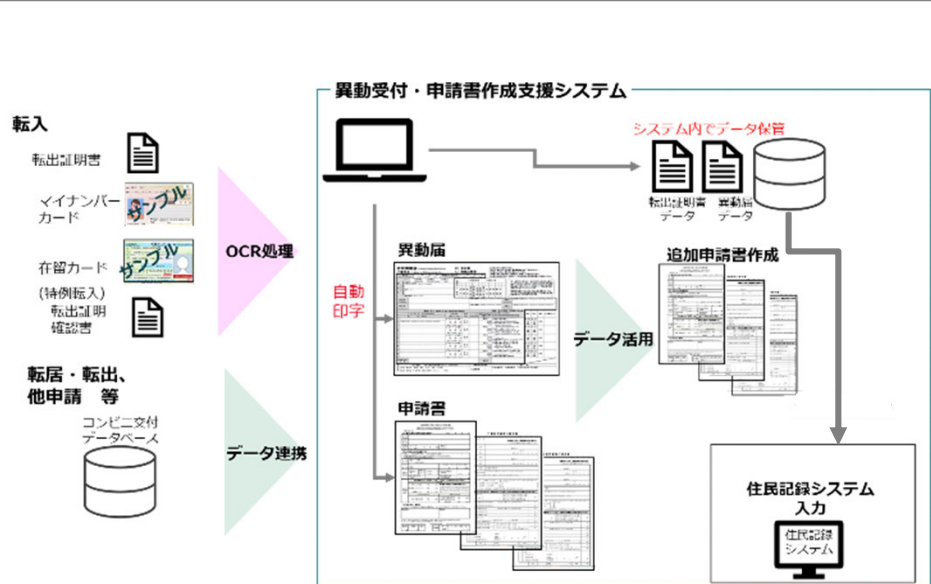 異動受付・申請書作成支援システム
転入
転出証明書
マイナンバー
カード
サンプル
在留カード
サンプル
(特例転入)
転出証明
確認書
OCR処理
転居・転出、
他申請 等
コンビニ交付
データベース
データ連携
システム内でデータ保管
転出証明書
データ
異動届
データ
自動
印字
異動届
データ活用
追加申請書作成
申請書
住民記録システム
入力
住民記録
システム